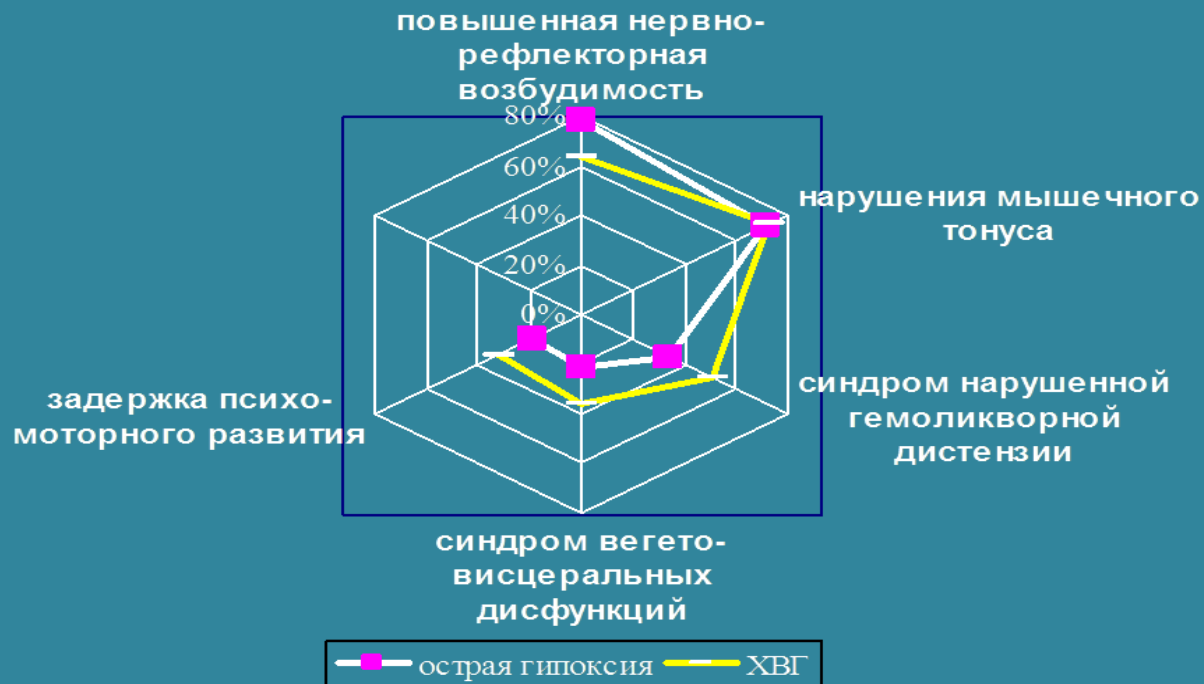 повышенная нервно-
рефлекторная
возбудимость
80%
60%
40%
20%
0%
нарушения мышечного
тонуса
синдром нарушенной
гемоликворной
дистензии
задержка психо-
моторного развития
синдром вегето-
висцеральных
дисфункций
острая гипоксия
ХВГ